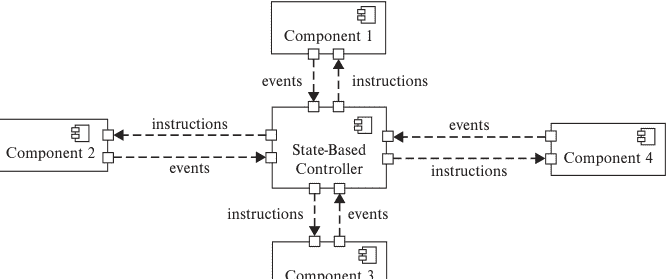 Component 1
events
instructions
instructions
events
Component 2
State-Based
Controller
Component 4
events
instructions
instructions
events
Component 3